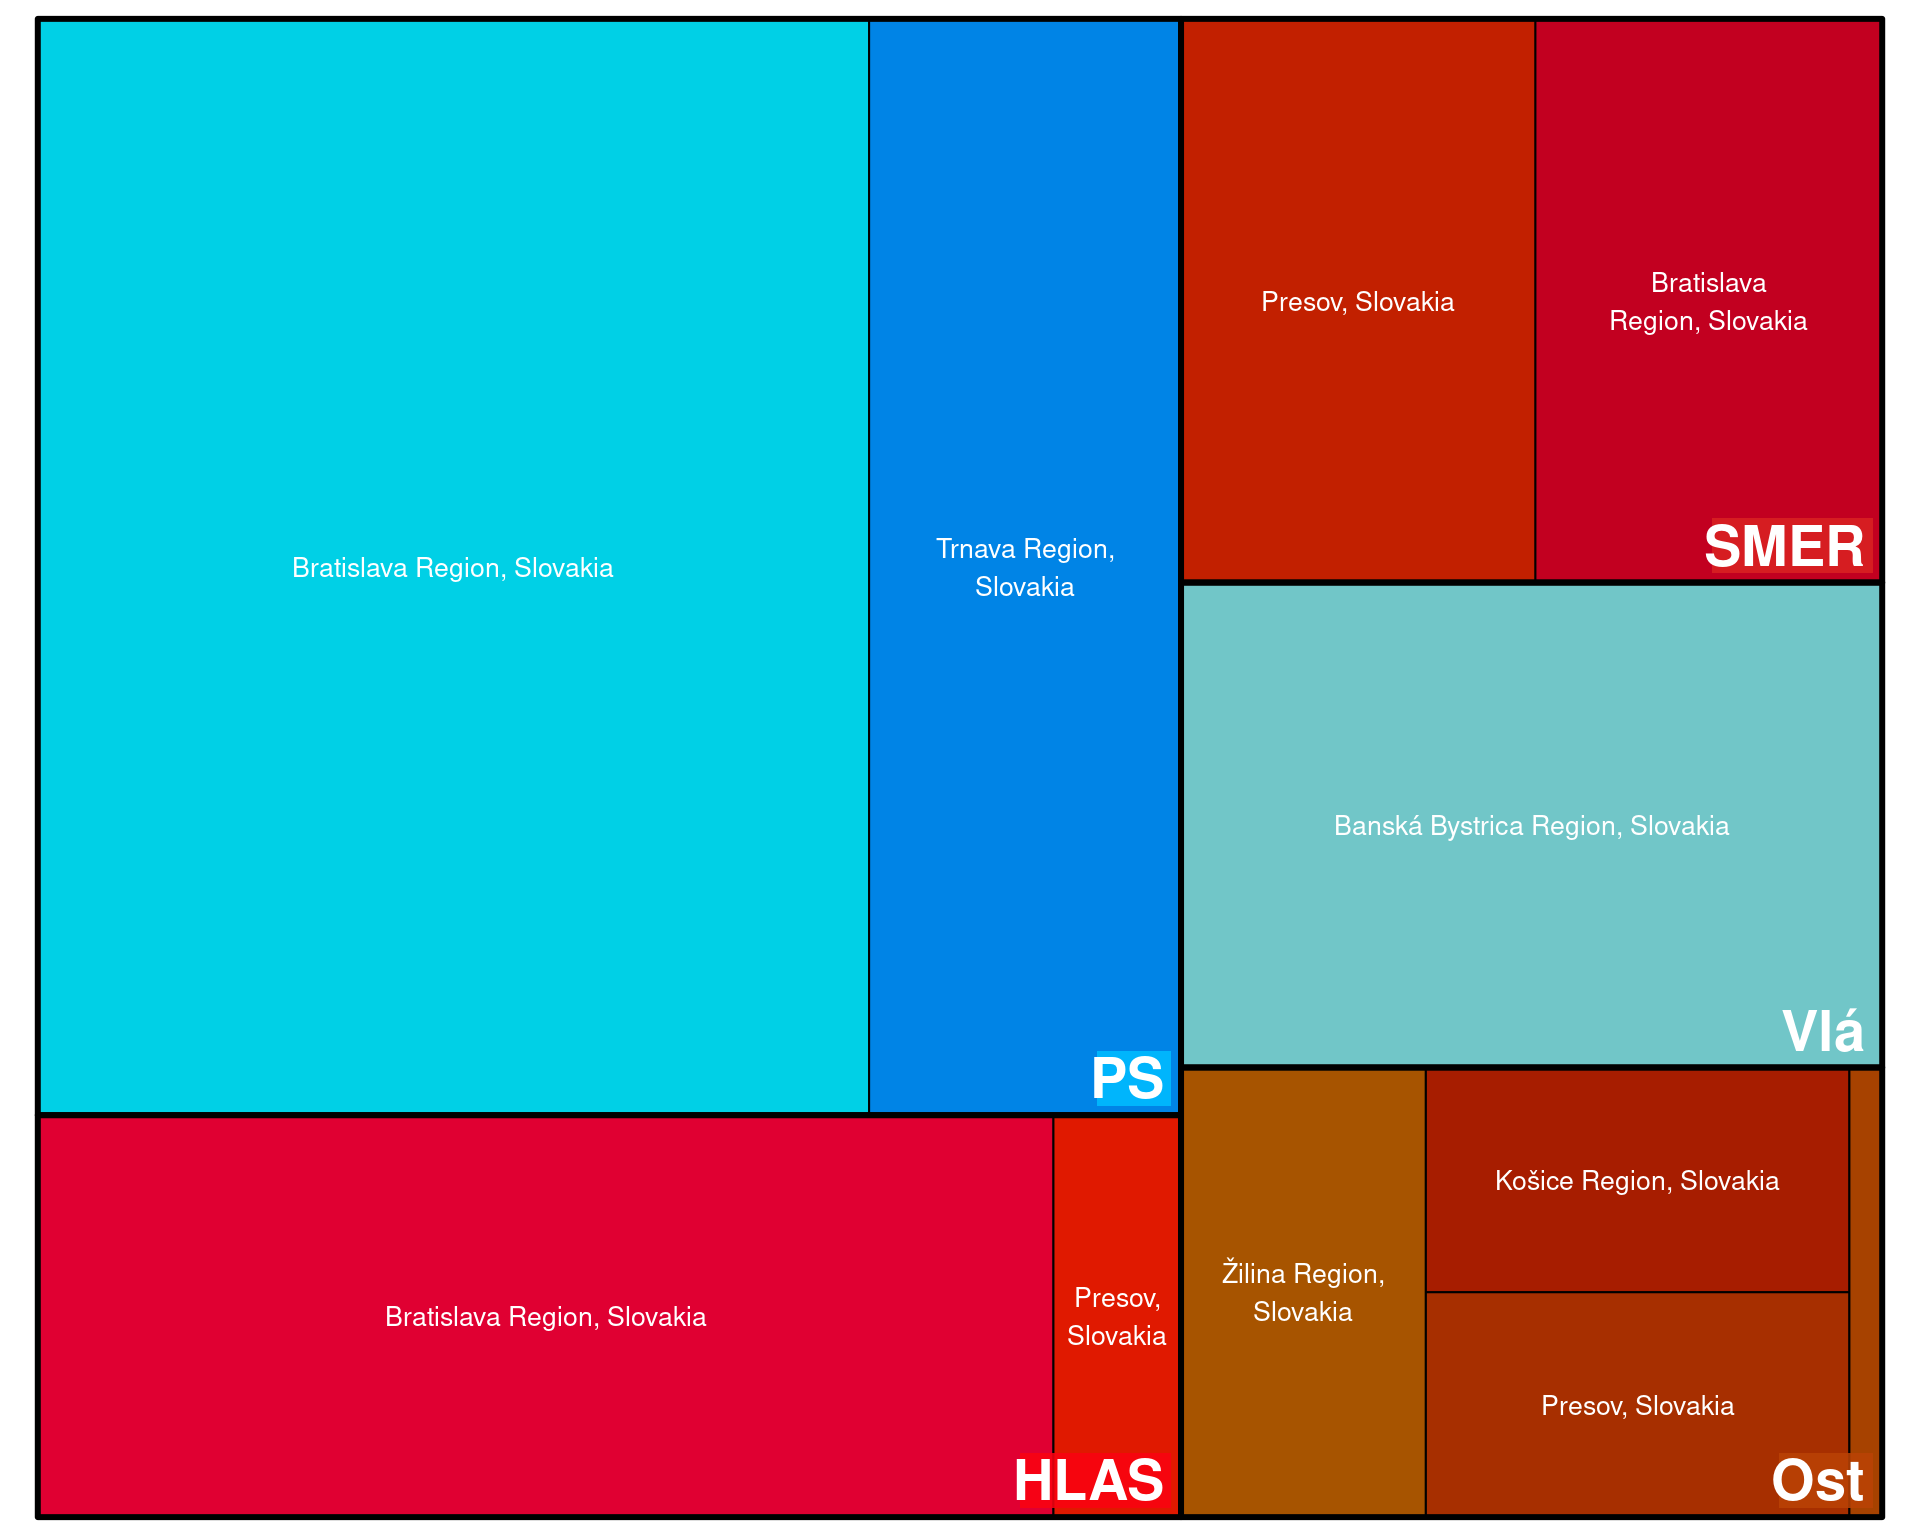 Bratislava Region, Slovakia
Trnava Region,
Slovakia
PS
Presov, Slovakia
Bratislava
Region, Slovakia
SMER
Banská Bystrica Region, Slovakia
Vlá
Bratislava Region, Slovakia
Presov,
Slovakia
HLAS
Žilina Region,
Slovakia
Košice Region, Slovakia
Presov, Slovakia
Ost